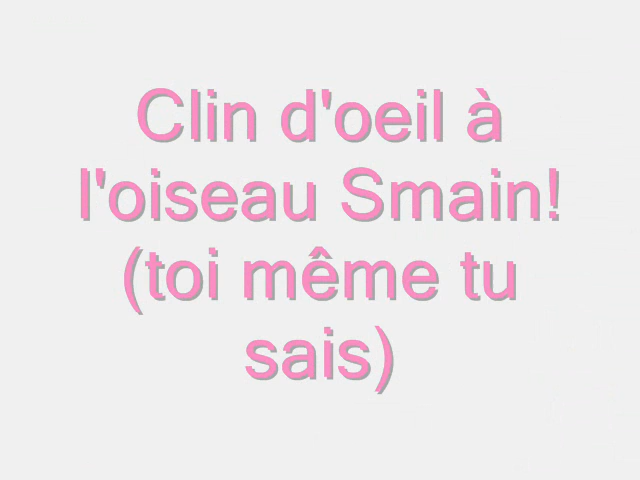 Clin d'oeil à
l'oiseau Smain!
(toi même tu
sais)